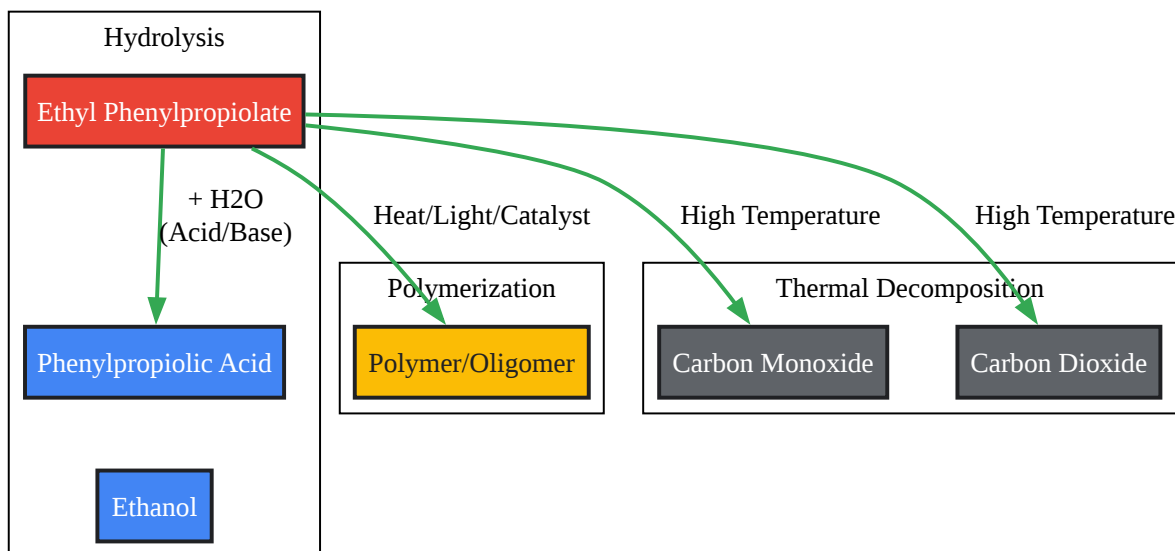 Hydrolysis
Ethyl Phenylpropiolate
+ H2O
(Acid/Base)
Heat/Light/Catalyst
High Temperature
High Temperature
Polymerization
Thermal Decomposition
Phenylpropiolic Acid
Polymer/Oligomer
Carbon Monoxide
Carbon Dioxide
Ethanol